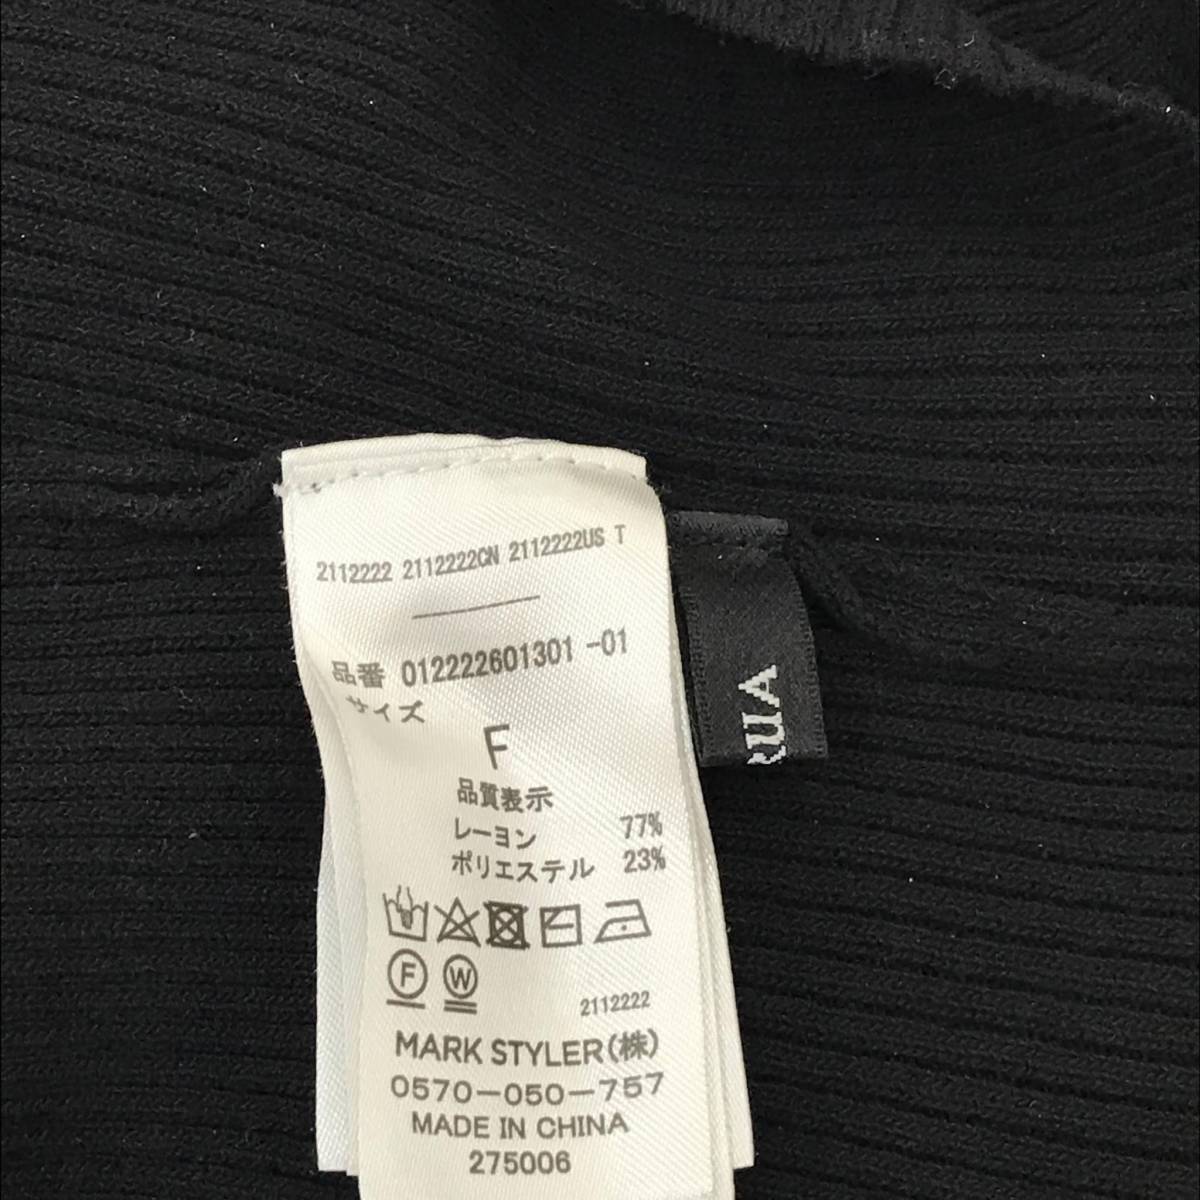 2112222 2112222CN 2112222US T
品番 012222601301 -01
サイズ
F
品質表示
レーヨン 77%
ポリエステル 23%
F W
2112222
MARK STYLER(株)
0570-050-757
MADE IN CHINA
275006